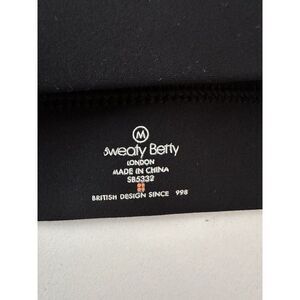 M
Sweaty Betty
LONDON
MADE IN CHINA
SB5332
BRITISH DESIGN SINCE 998